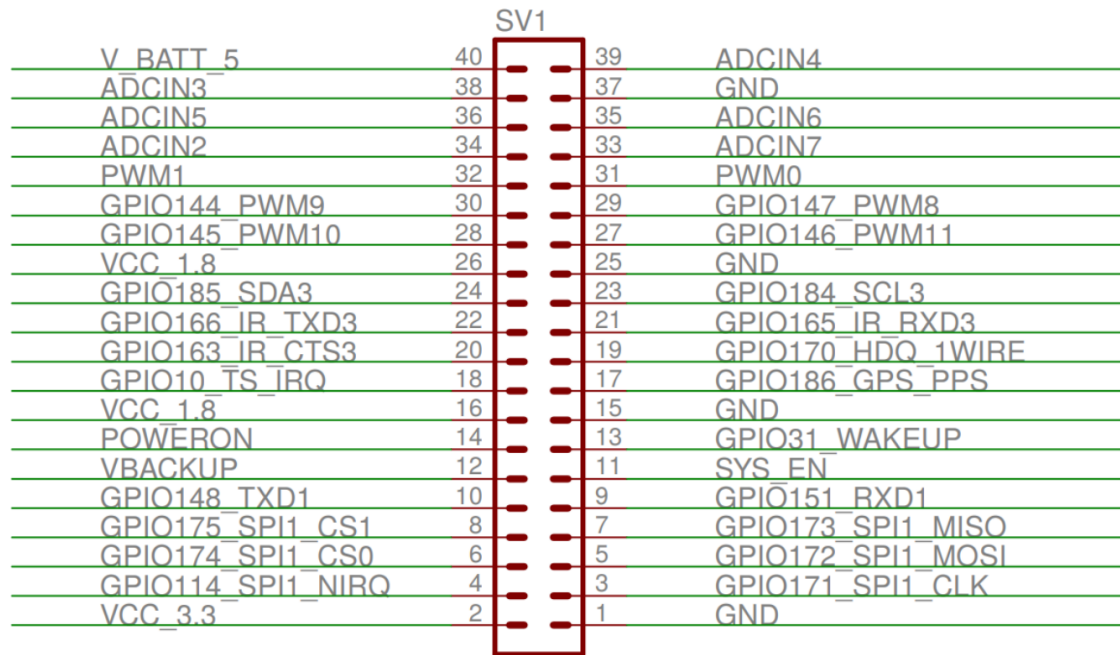 SV1
V_BATT_5 40 39 ADCIN4
ADCIN3 38 37 GND
ADCIN5 36 35 ADCIN6
ADCIN2 34 33 ADCIN7
PWM1 32 31 PWM0
GPIO144_PWM9 30 29 GPIO147_PWM8
GPIO145_PWM10 28 27 GPIO146_PWM11
VCC_1.8 26 25 GND
GPIO185_SDA3 24 23 GPIO184_SCL3
GPIO166_IR_TXD3 22 21 GPIO165_IR_RXD3
GPIO163_IR_CTS3 20 19 GPIO170_HDQ_1WIRE
GPIO10_TS_IRQ 18 17 GPIO186_GPS_PPS
VCC_1.8 16 15 GND
POWERON 14 13 GPIO31_WAKEUP
VBACKUP 12 11 SYS_EN
GPIO148_TXD1 10 9 GPIO151_RXD1
GPIO175_SPI1_CS1 8 7 GPIO173_SPI1_MISO
GPIO174_SPI1_CS0 6 5 GPIO172_SPI1_MOSI
GPIO114_SPI1_NIRQ 4 3 GPIO171_SPI1_CLK
VCC_3.3 2 1 GND